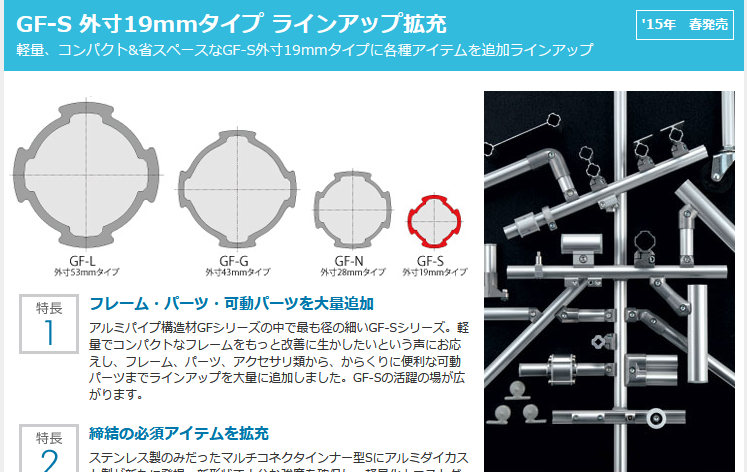 GF-S 外寸19mmタイプ ラインアップ拡充
'15年　春発売
軽量、コンパクト&省スペースなGF-S外寸19mmタイプに各種アイテムを追加ラインアップ
GF-L
外寸53mmタイプ
GF-G
外寸43mmタイプ
GF-N
外寸28mmタイプ
GF-S
外寸19mmタイプ
特長
1
フレーム・パーツ・可動パーツを大量追加
アルミパイプ構造材GFシリーズの中で最も径の細いGF-Sシリーズ。軽
量でコンパクトなフレームをもっと改善に生かしたいという声にお応
えし、フレーム、パーツ、アクセサリ類から、からくりに便利な可動
パーツまでラインアップを大量に追加しました。GF-Sの活躍の場が広
がります。
特長
2
締結の必須アイテムを拡充
ステンレス製のみだったマルチコネクタインナー型Sにアルミダイカス